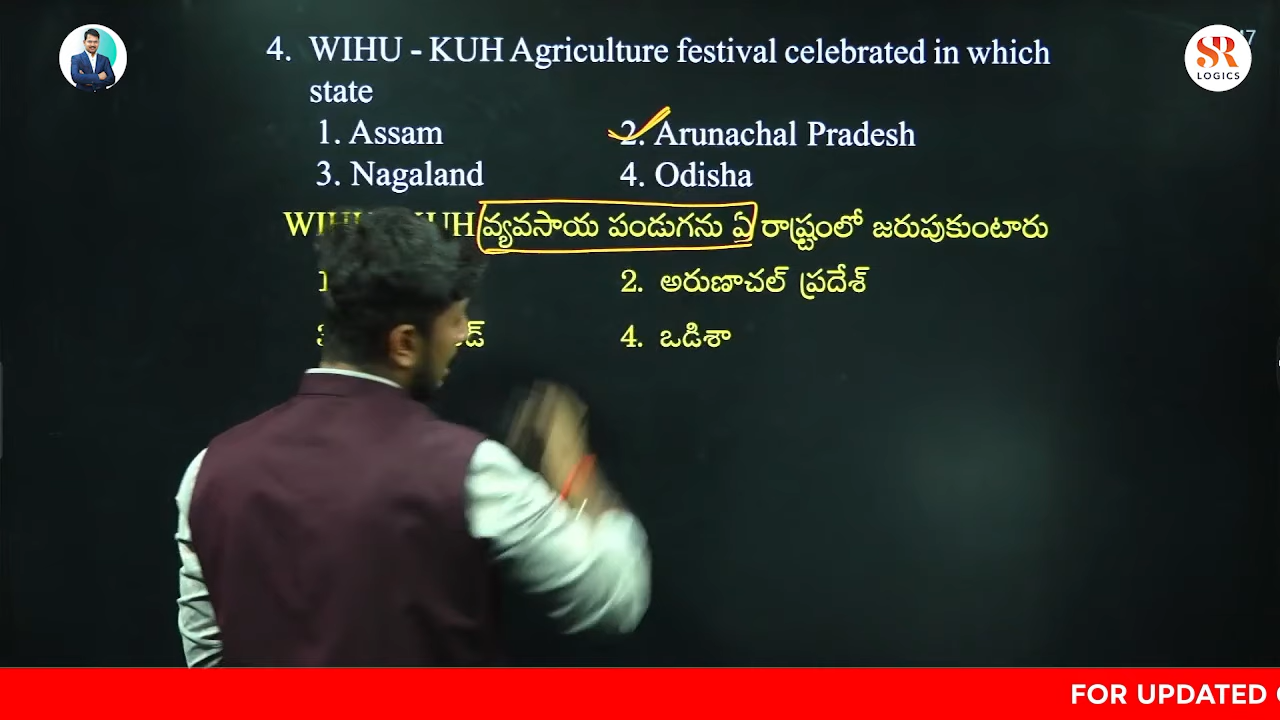 4. WIHU - KUH Agriculture festival celebrated in which
state
1. Assam
2. Arunachal Pradesh
3. Nagaland
4. Odisha
KUH వ్యవసాయ పండుగను ఏ రాష్ట్రంలో జరుపుకుంటారు
2. అరుణాచల్ ప్రదేశ్
4. ఒడిశా
SR
LOGICS
FOR UPDATED